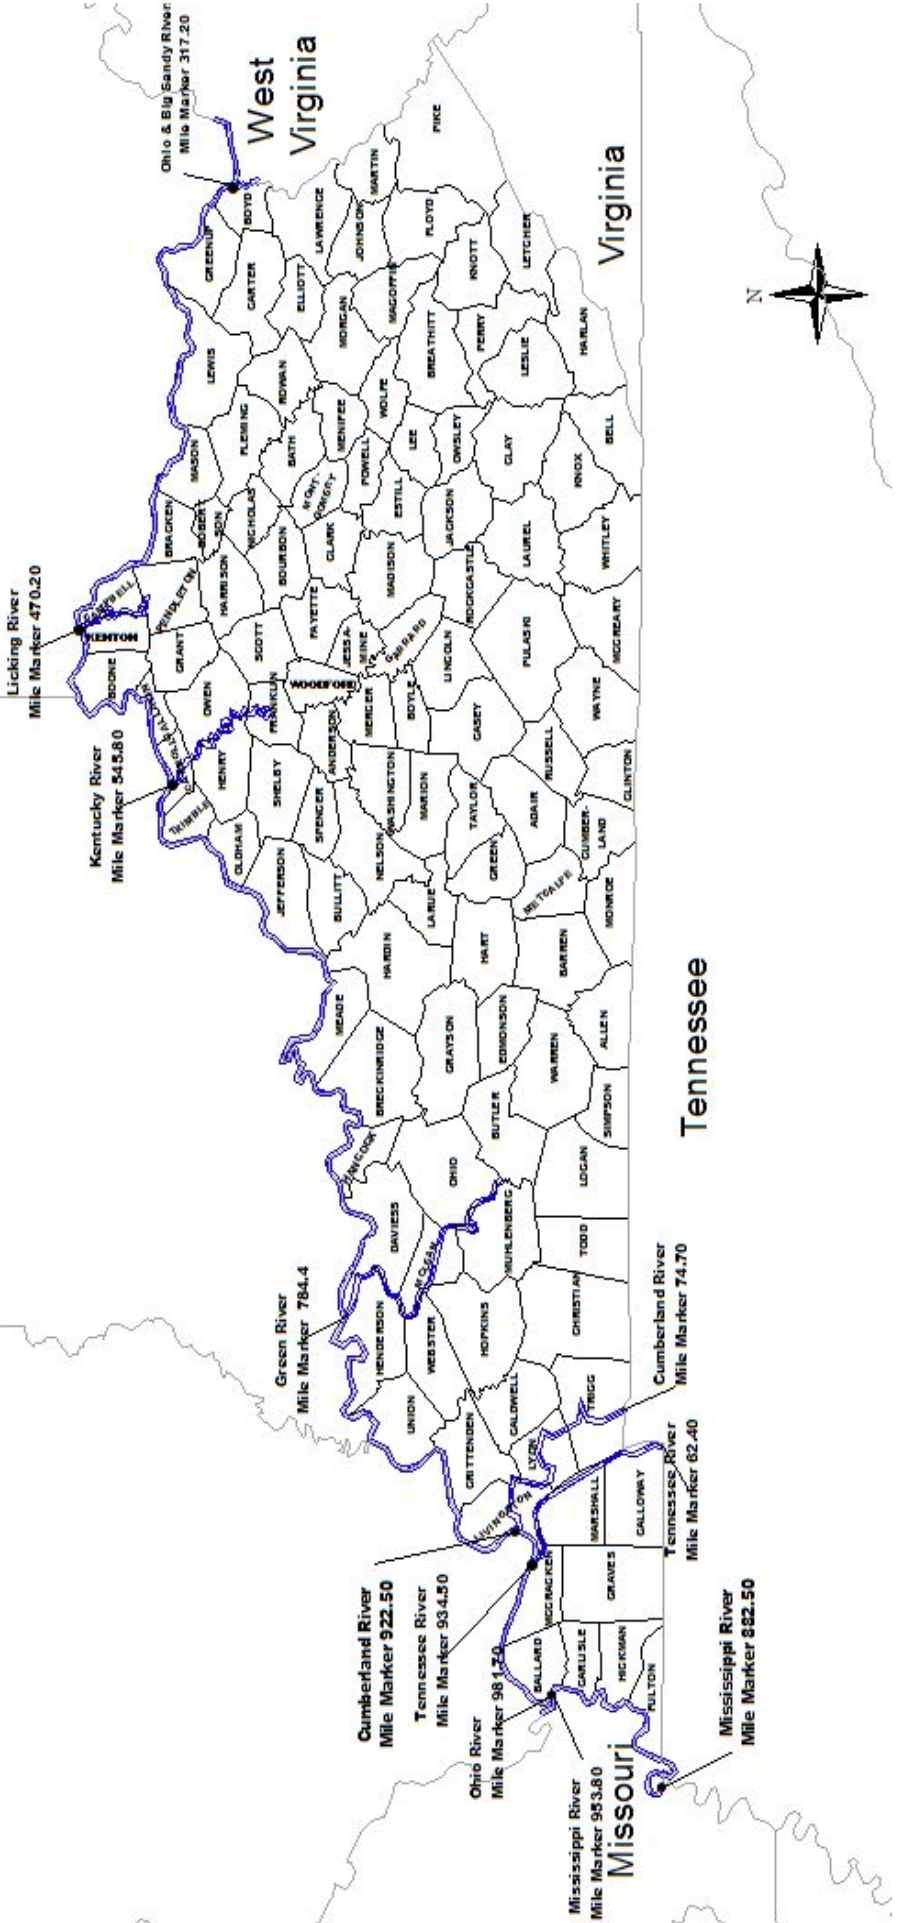 Ohio & Big Sandy River
Mile Marker 317.20
Licking River
Mile Marker 470.20
Kentucky River
Mile Marker 545.80
Green River
Mile Marker 784.4
Cumberland River
Mile Marker 922.50
Tennessee River
Mile Marker 934.50
Ohio River
Mile Marker 981.70
Mississippi River
Mile Marker 953.80
Mississippi River
Mile Marker 882.50
Tennessee River
Mile Marker 62.40
Cumberland River
Mile Marker 74.70
West
Virginia
Virginia
Tennessee
Missouri
N
BOYD
GREENUP
CARTER
LAWRENCE
MARTIN
PIKE
JOHNSON
FLOYD
ELLIOTT
LEWIS
ROWAN
MORGAN
MAGOFFIN
KNOTT
LETCHER
HARLAN
PERRY
LESLIE
BREATHITT
WOLFE
MENIFEE
BATH
FLEMING
MASON
BRACKEN
ROBERT
SON
NICHOLAS
MONT-
GOMERY
POWELL
LEE
OWSLEY
CLAY
BELL
KNOX
WHITLEY
LAUREL
JACKSON
ESTILL
CLARK
BOURBON
HARRISON
PENDLETON
CAMPBELL
KENTON
BOONE
GRANT
OWEN
SCOTT
FAYETTE
MADISON
ROCKCASTLE
PULASKI
MCCREARY
WAYNE
LINCOLN
GARRARD
JESSA-
MINE
WOODFORD
FRANKLIN
HENRY
TRIMBLE
OLDHAM
SHELBY
ANDERSON
MERCER
BOYLE
CASEY
RUSSELL
CLINTON
ADAIR
CUMBER-
LAND
TAYLOR
MARION
WASHINGTON
SPENCER
JEFFERSON
BULLITT
NELSON
LARUE
GREEN
METCALFE
MONROE
BARREN
HART
HARDIN
MEADE
BRECKINRIDGE
GRAYSON
EDMONSON
WARREN
ALLEN
SIMPSON
BUTLER
LOGAN
OHIO
HANCOCK
DAVIESS
MCLEAN
MUHLENBERG
TODD
CHRISTIAN
HOPKINS
WEBSTER
HENDERSON
UNION
CRITTENDEN
CALDWELL
LYON
TRIGG
LIVINGSTON
MARSHALL
CALLOWAY
GRAVES
MCCRACKEN
BALLARD
CARLISLE
HICKMAN
FULTON